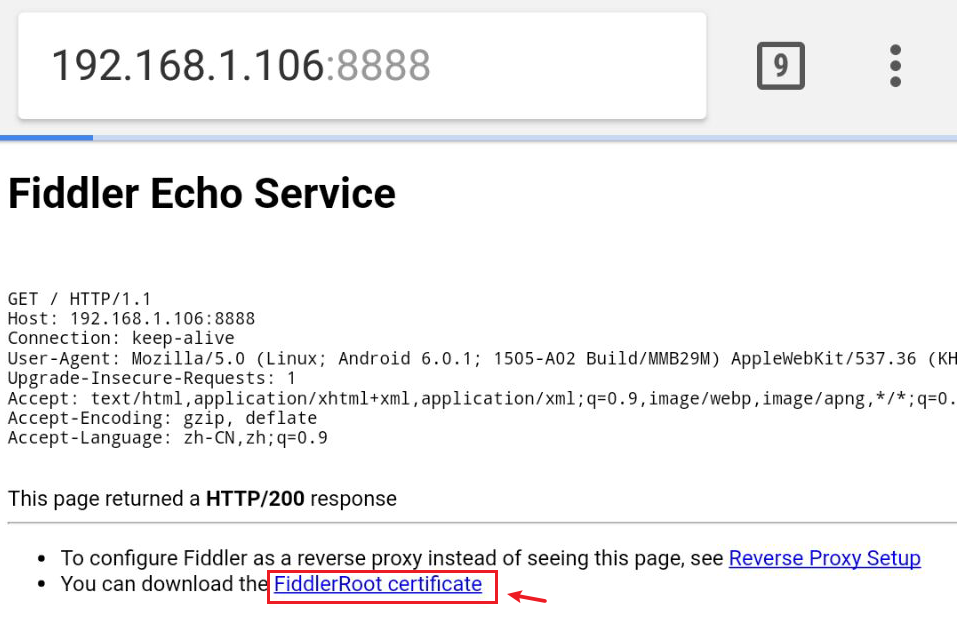 192.168.1.106:8888
9
Fiddler Echo Service
GET / HTTP/1.1
Host: 192.168.1.106:8888
Connection: keep-alive
User-Agent: Mozilla/5.0 (Linux; Android 6.0.1; 1505-A02 Build/MMB29M) AppleWebKit/537.36 (KH
Upgrade-Insecure-Requests: 1
Accept: text/html,application/xhtml+xml,application/xml;q=0.9,image/webp,image/apng,*/*;q=0.
Accept-Encoding: gzip, deflate
Accept-Language: zh-CN,zh;q=0.9
This page returned a HTTP/200 response
• To configure Fiddler as a reverse proxy instead of seeing this page, see Reverse Proxy Setup
• You can download the FiddlerRoot certificate